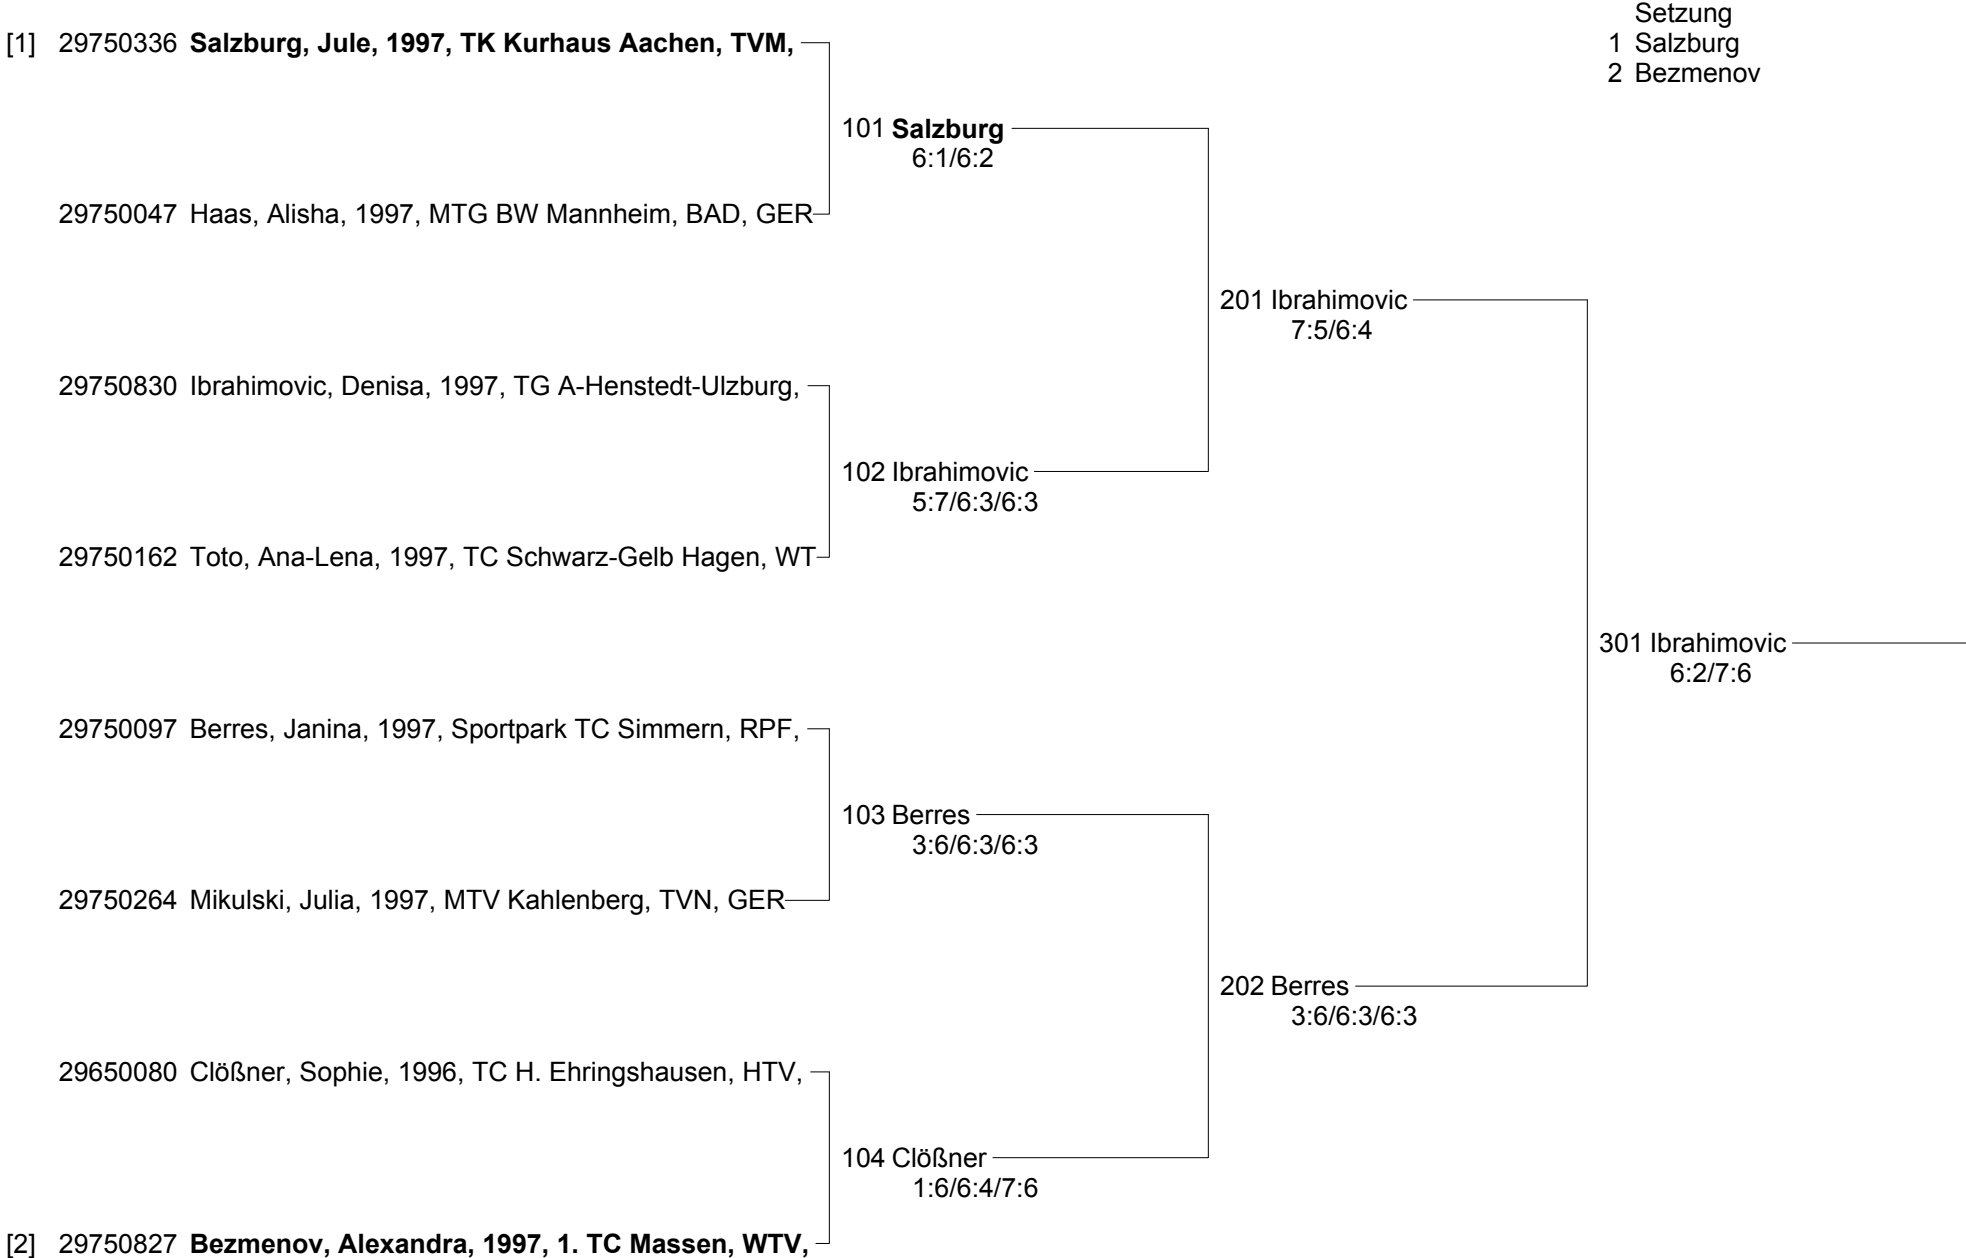 Setzung
1 Salzburg
2 Bezmenov
[1] 29750336 Salzburg, Jule, 1997, TK Kurhaus Aachen, TVM,
101 Salzburg
6:1/6:2
29750047 Haas, Alisha, 1997, MTG BW Mannheim, BAD, GER
201 Ibrahimovic
7:5/6:4
29750830 Ibrahimovic, Denisa, 1997, TG A-Henstedt-Ulzburg,
102 Ibrahimovic
5:7/6:3/6:3
29750162 Toto, Ana-Lena, 1997, TC Schwarz-Gelb Hagen, WT
301 Ibrahimovic
6:2/7:6
29750097 Berres, Janina, 1997, Sportpark TC Simmern, RPF,
103 Berres
3:6/6:3/6:3
29750264 Mikulski, Julia, 1997, MTV Kahlenberg, TVN, GER
202 Berres
3:6/6:3/6:3
29650080 Clößner, Sophie, 1996, TC H. Ehringshausen, HTV,
104 Clößner
1:6/6:4/7:6
[2] 29750827 Bezmenov, Alexandra, 1997, 1. TC Massen, WTV,